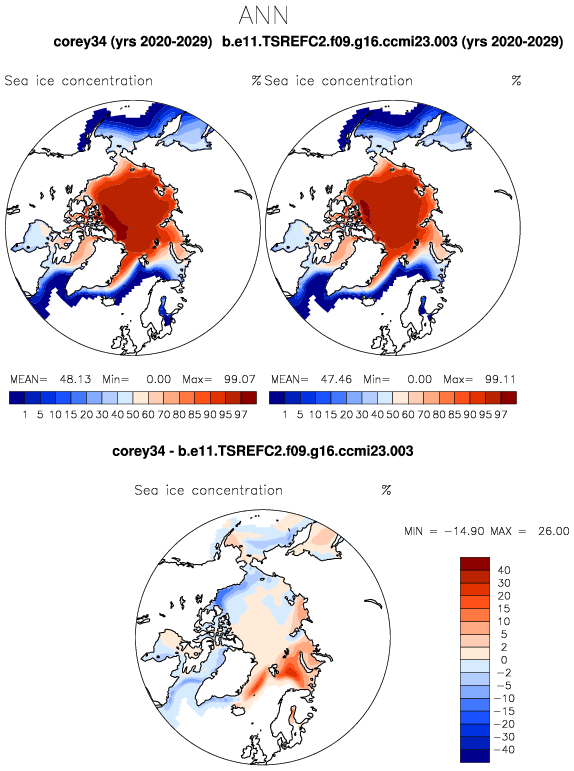 ANN
corey34 (yrs 2020-2029) b.e11.TSREFC2.f09.g16.ccmi23.003 (yrs 2020-2029)
Sea ice concentration % Sea ice concentration %
MEAN= 48.13 Min= 0.00 Max= 99.07 MEAN= 47.46 Min= 0.00 Max= 99.11
1 5 10 15 20 30 40 50 60 70 80 85 90 95 97 1 5 10 15 20 30 40 50 60 70 80 85 90 95 97
corey34 - b.e11.TSREFC2.f09.g16.ccmi23.003
Sea ice concentration %
MIN = -14.90 MAX = 26.00
40
30
20
15
10
5
2
0
-2
-5
-10
-15
-20
-30
-40